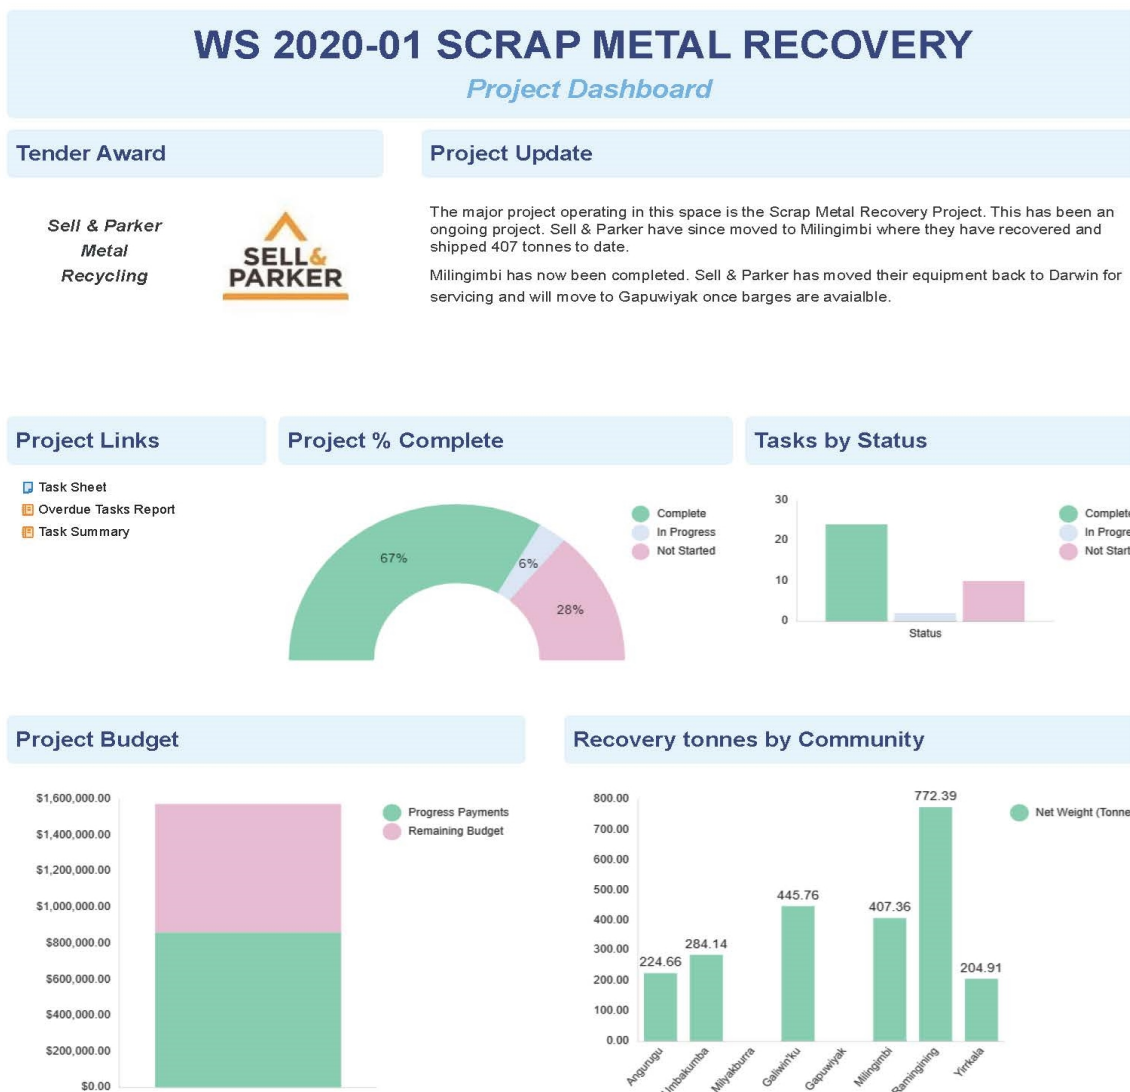 WS 2020-01 SCRAP METAL RECOVERY
Project Dashboard
Tender Award
Sell & Parker
Metal
Recycling
SELL&
PARKER
Project Update
The major project operating in this space is the Scrap Metal Recovery Project. This has been an
ongoing project. Sell & Parker have since moved to Milingimbi where they have recovered and
shipped 407 tonnes to date.
Milingimbi has now been completed. Sell & Parker has moved their equipment back to Darwin for
servicing and will move to Gapuwiyak once barges are avaialble.
Project Links
Task Sheet
Overdue Tasks Report
Task Summary
Project % Complete
67%
6%
28%
Complete
In Progress
Not Started
Tasks by Status
30
20
10
0
Status
Complete
In Progre
Not Start
Project Budget
$1,600,000.00
$1,400,000.00
$1,200,000.00
$1,000,000.00
$800,000.00
$600,000.00
$400,000.00
$200,000.00
$0.00
Progress Payments
Remaining Budget
Recovery tonnes by Community
800.00
700.00
600.00
500.00
400.00
300.00
200.00
100.00
0.00
224.66
284.14
445.76
407.36
772.39
204.91
Angurugu
Umbakumba
Milyakburra
Galiwin'ku
Gapuwiyak
Milingimbi
Ramingining
Yirrkala
Net Weight (Tonne